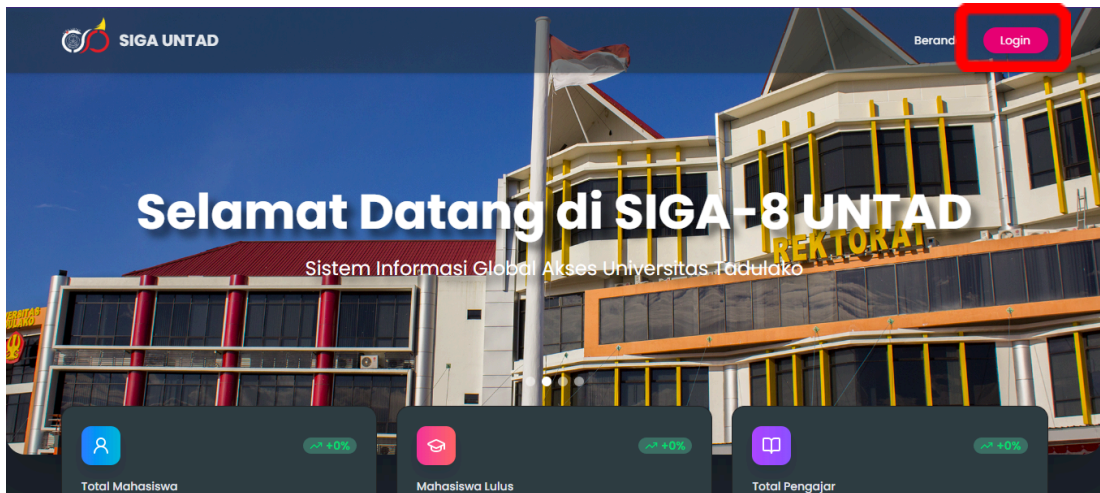 SIGA UNTAD
Beranda
Login
Selamat Datang di SIGA-8 UNTAD
REKTORAT
Sistem Informasi Global Akses Universitas Tadulako
+0%
+0%
+0%
Total Mahasiswa
Mahasiswa Lulus
Total Pengajar